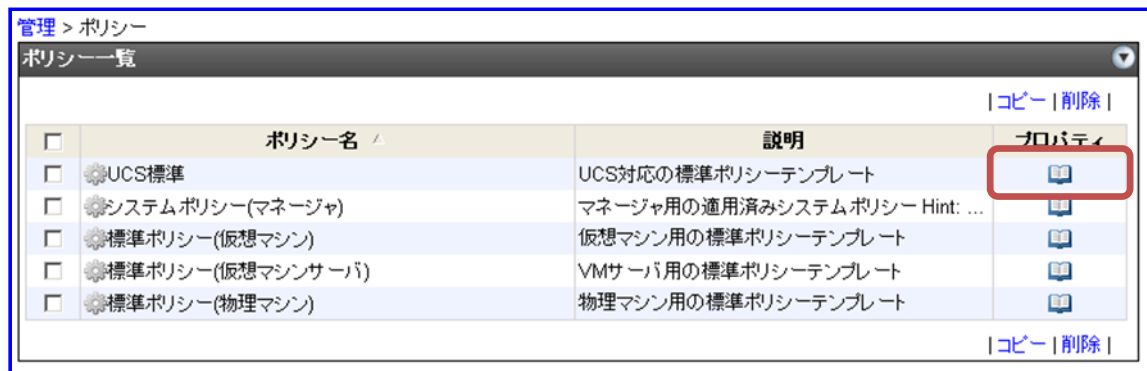 管理 > ポリシー
ポリシー一覧
| コピー | 削除 |
ポリシー名 説明 プロパティ
UCS標準 UCS対応の標準ポリシーテンプレート
システムポリシー(マネージャ) マネージャ用の適用済みシステムポリシー Hint: ...
標準ポリシー(仮想マシン) 仮想マシン用の標準ポリシーテンプレート
標準ポリシー(仮想マシンサーバ) VMサーバ用の標準ポリシーテンプレート
標準ポリシー(物理マシン) 物理マシン用の標準ポリシーテンプレート
| コピー | 削除 |